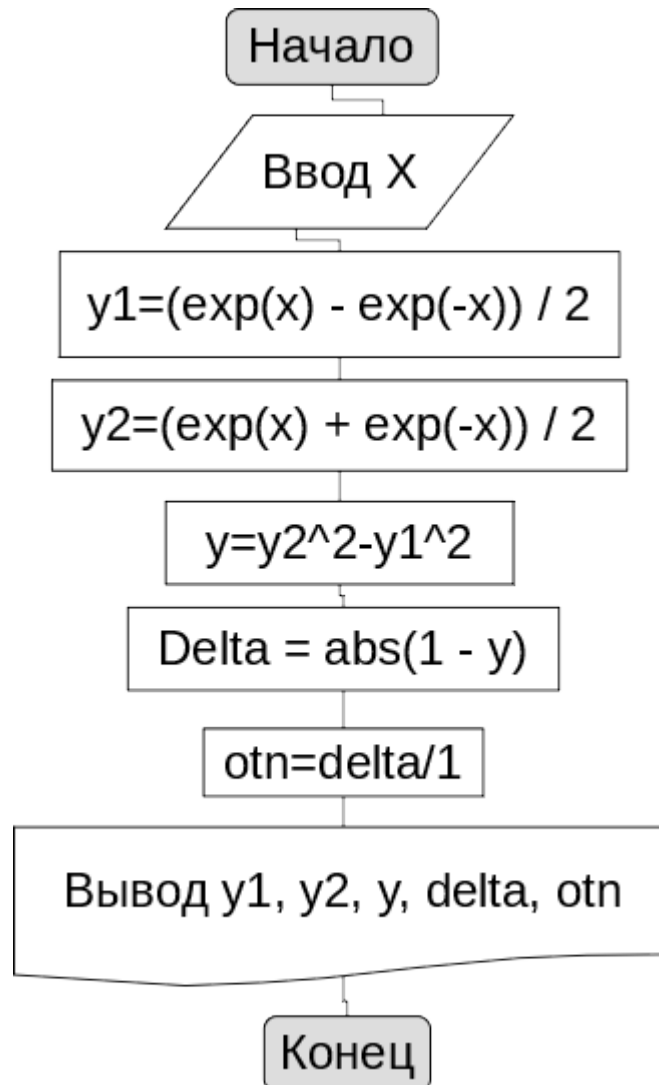 Начало
Ввод X
y1=(exp(x) - exp(-x)) / 2
y2=(exp(x) + exp(-x)) / 2
y=y2^2-y1^2
Delta = abs(1 - y)
otn=delta/1
Вывод y1, y2, y, delta, otn
Конец